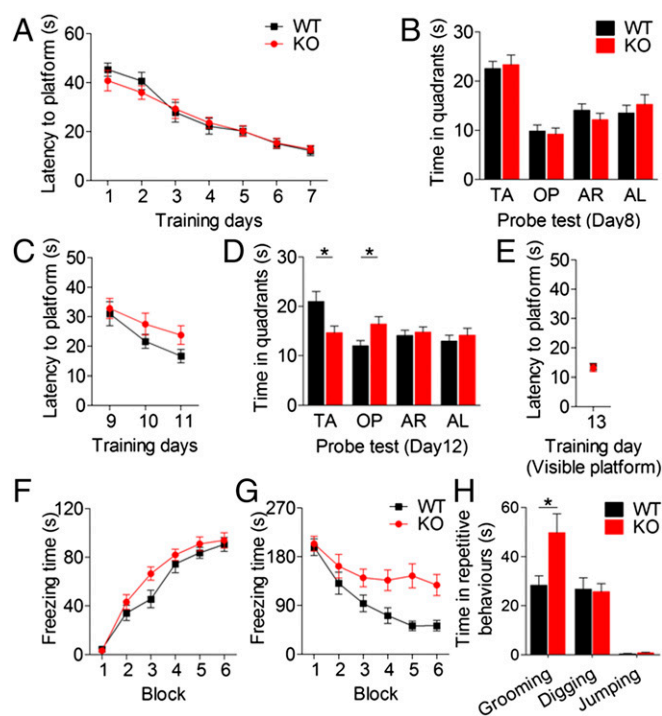 A
Latency to platform (s)
60
40
20
0
1 2 3 4 5 6 7
Training days
WT
KO
B
Time in quadrants (s)
30
20
10
0
TA OP AR AL
Probe test (Day8)
WT
KO
C
Latency to platform (s)
50
40
30
20
10
0
9 10 11
Training days
D
Time in quadrants (s)
30
20
10
0
* *
TA OP AR AL
Probe test (Day12)
E
Latency to platform (s)
50
40
30
20
10
0
13
Training day
(Visible platform)
F
Freezing time (s)
120
80
40
0
1 2 3 4 5 6
Block
WT
KO
G
Freezing time (s)
270
180
90
0
1 2 3 4 5 6
Block
WT
KO
H
Time in repetitive
behaviours (s)
60
40
20
0
*
Grooming
Digging
Jumping
WT
KO